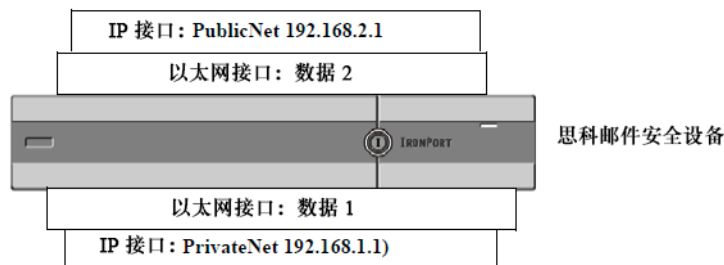 IP 接口: PublicNet 192.168.2.1
以太网接口: 数据 2
IRONPORT
思科邮件安全设备
以太网接口: 数据 1
IP 接口: PrivateNet 192.168.1.1)